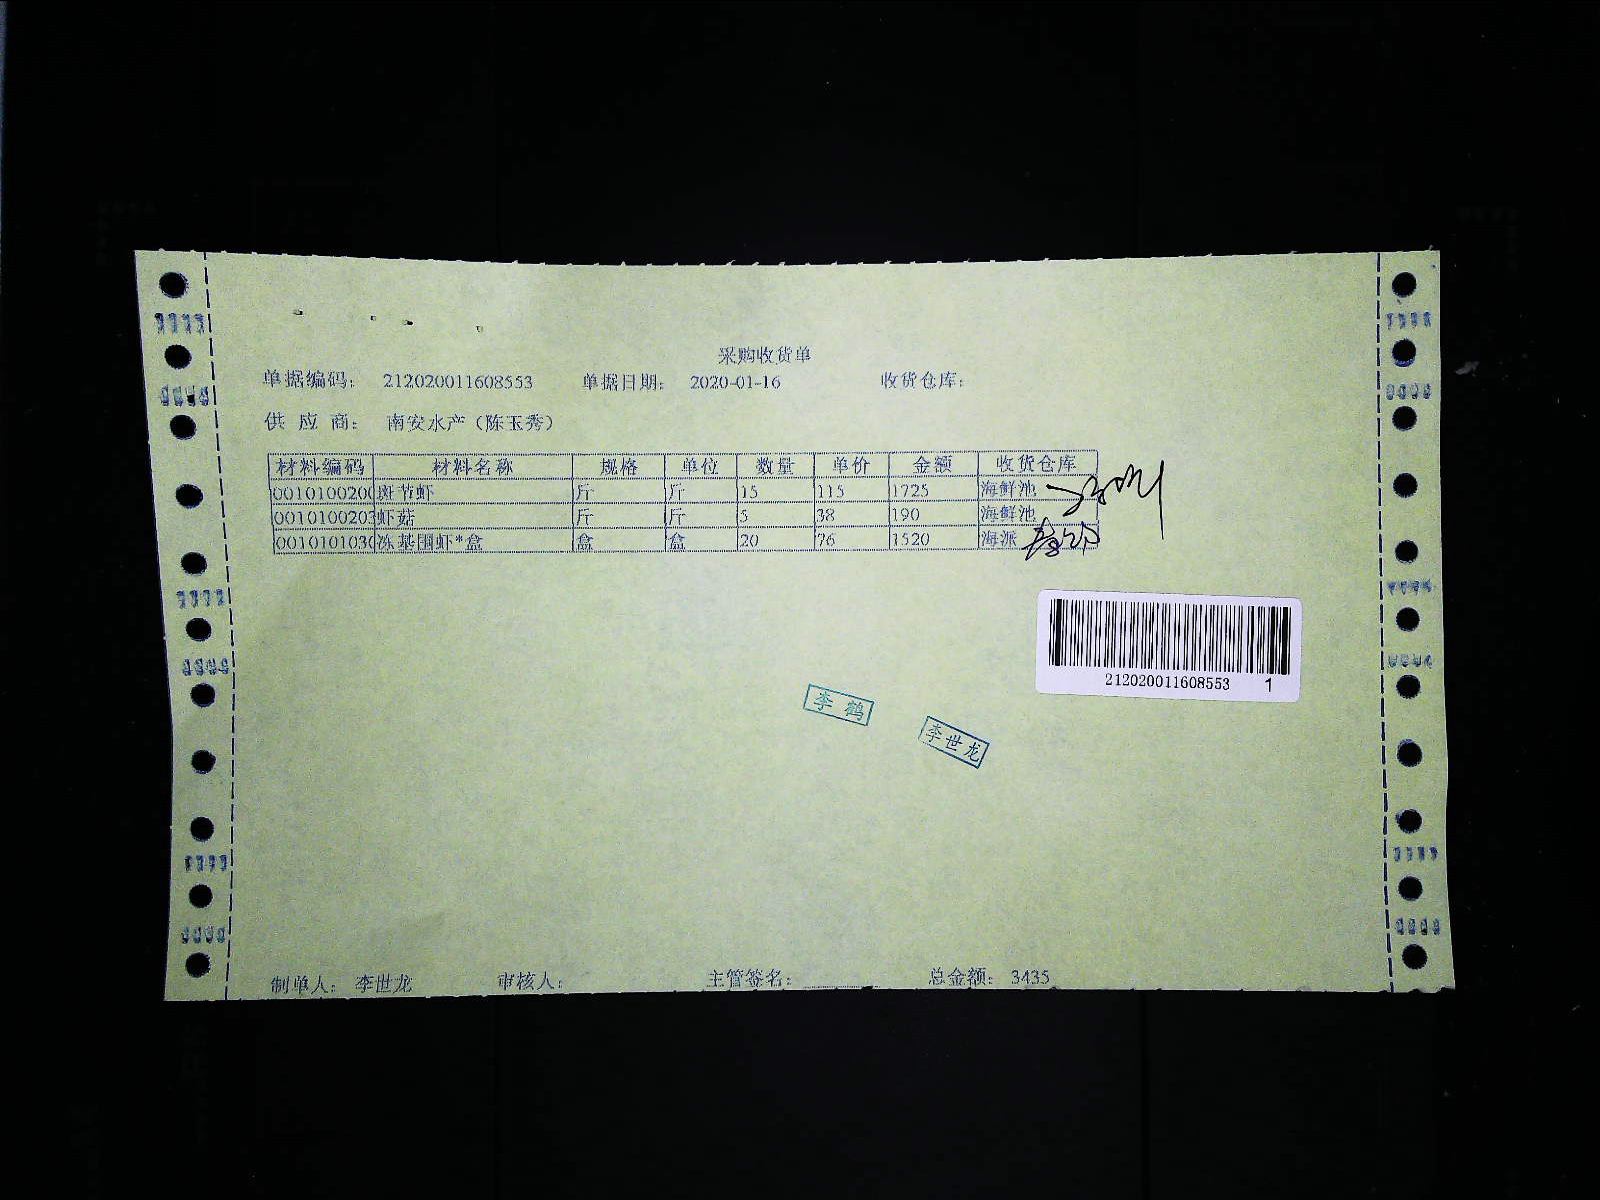 采购收货单
单据编码： 212020011608553 单据日期： 2020-01-16 收货仓库：
供 应 商： 南安水产（陈玉秀）
材料编码 材料名称 规格 单位 数量 单价 金额 收货仓库
0010100200 斑节虾 斤 斤 15 115 1725 海鲜池
0010100203 虾菇 斤 斤 5 38 190 海鲜池
0010101030 冻基围虾*盒 盒 盒 20 76 1520 海派
212020011608553 1
李鹤
李世龙
制单人： 李世龙 审核人： 主管签名： 总金额： 3435